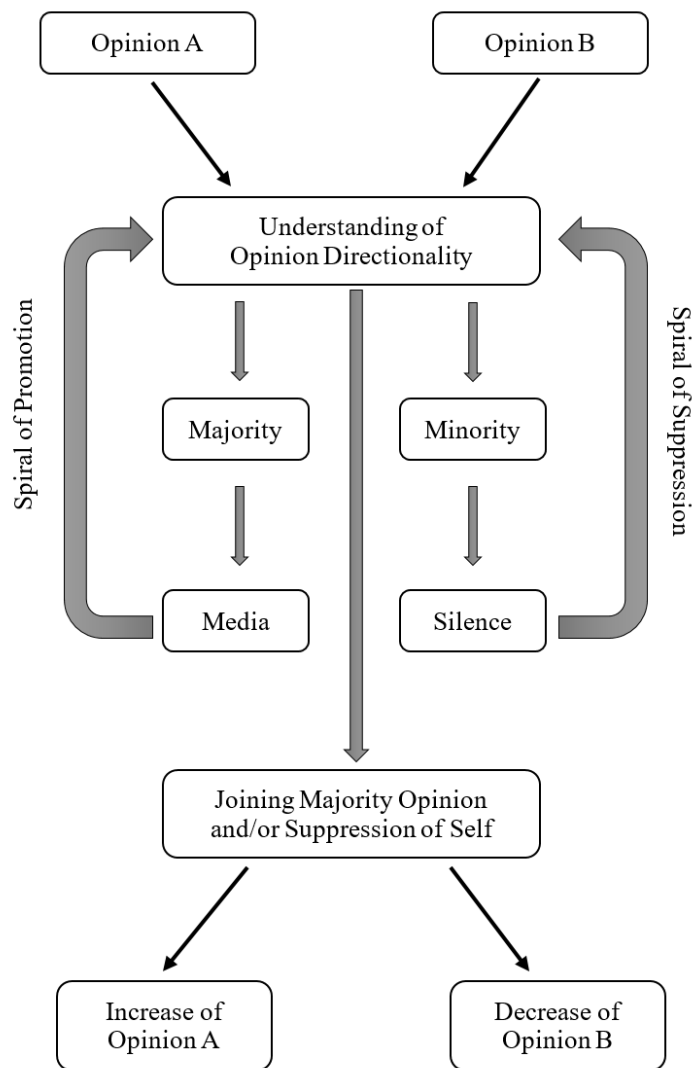 Opinion A
Opinion B
Understanding of
Opinion Directionality
Spiral of Promotion
Spiral of Suppression
Majority
Minority
Media
Silence
Joining Majority Opinion
and/or Suppression of Self
Increase of
Opinion A
Decrease of
Opinion B